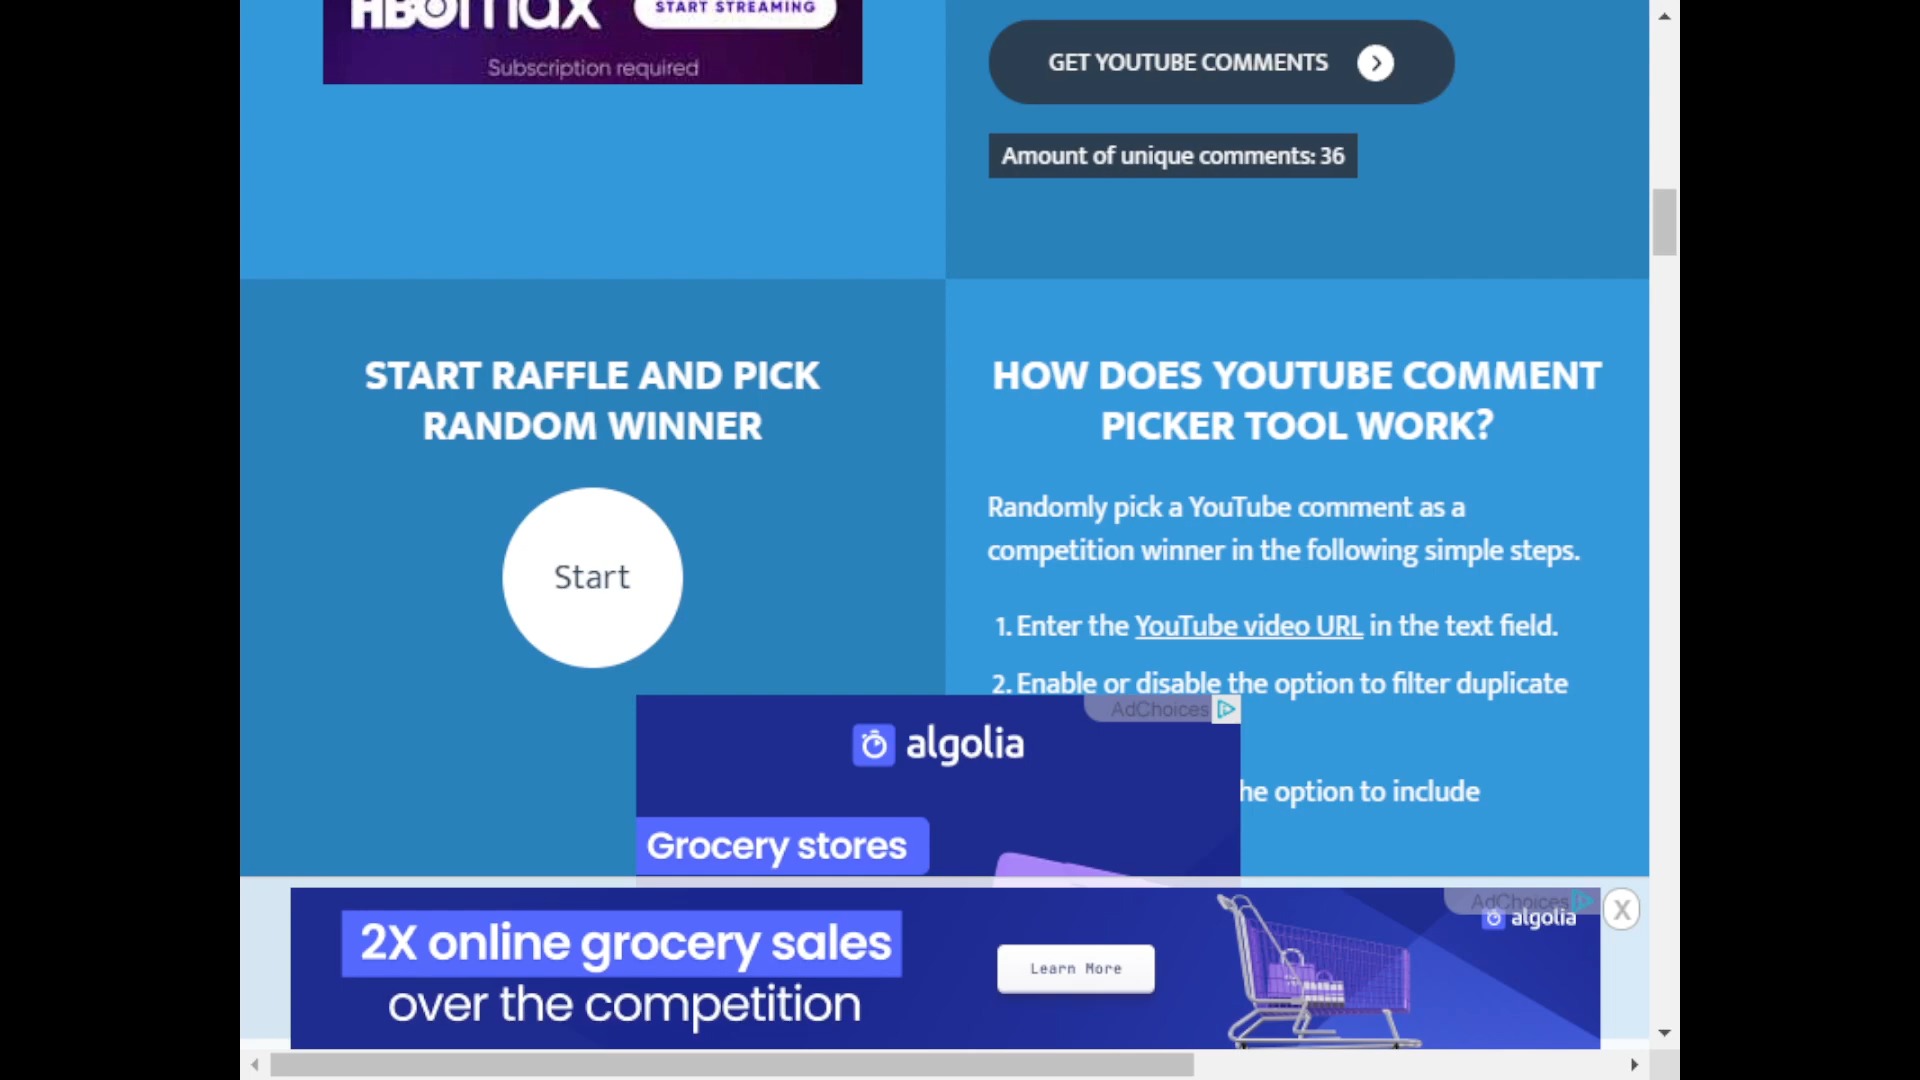 HBOmax
START STREAMING
Subscription required
GET YOUTUBE COMMENTS
Amount of unique comments: 36
START RAFFLE AND PICK
RANDOM WINNER
Start
HOW DOES YOUTUBE COMMENT
PICKER TOOL WORK?
Randomly pick a YouTube comment as a
competition winner in the following simple steps.
1. Enter the YouTube video URL in the text field.
2. Enable or disable the option to filter duplicate
he option to include
AdChoices
algolia
Grocery stores
2X online grocery sales
over the competition
Learn More
AdChoices
algolia
X